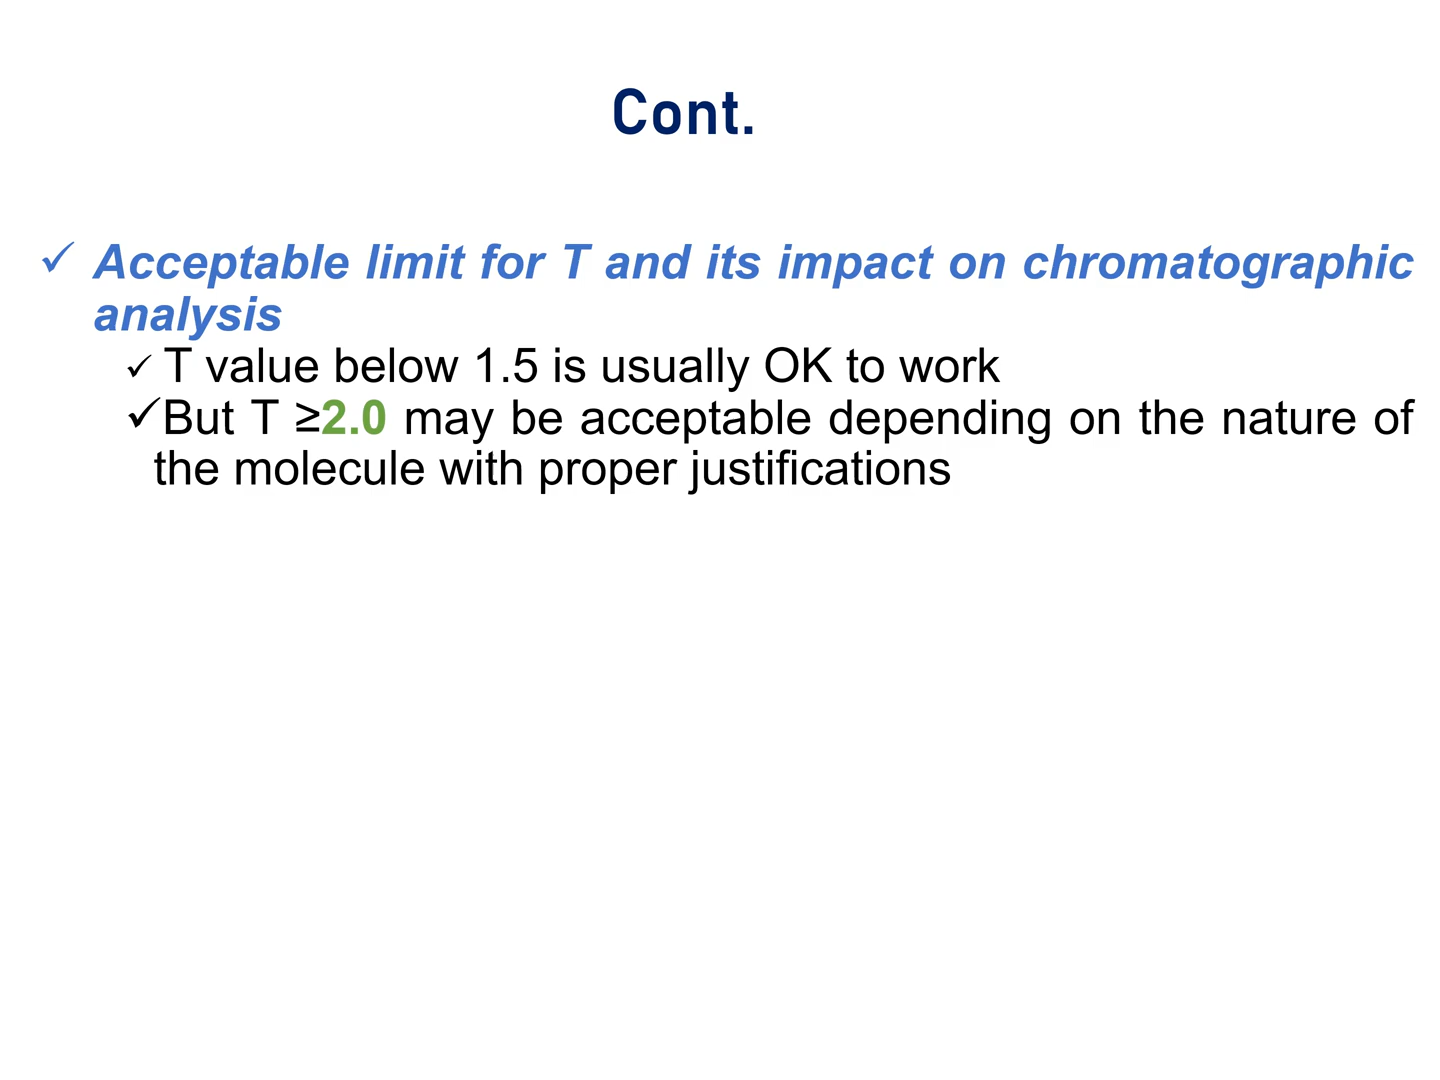 Cont.
✓ Acceptable limit for T and its impact on chromatographic
analysis
✓ T value below 1.5 is usually OK to work
✓But T ≥2.0 may be acceptable depending on the nature of
the molecule with proper justifications